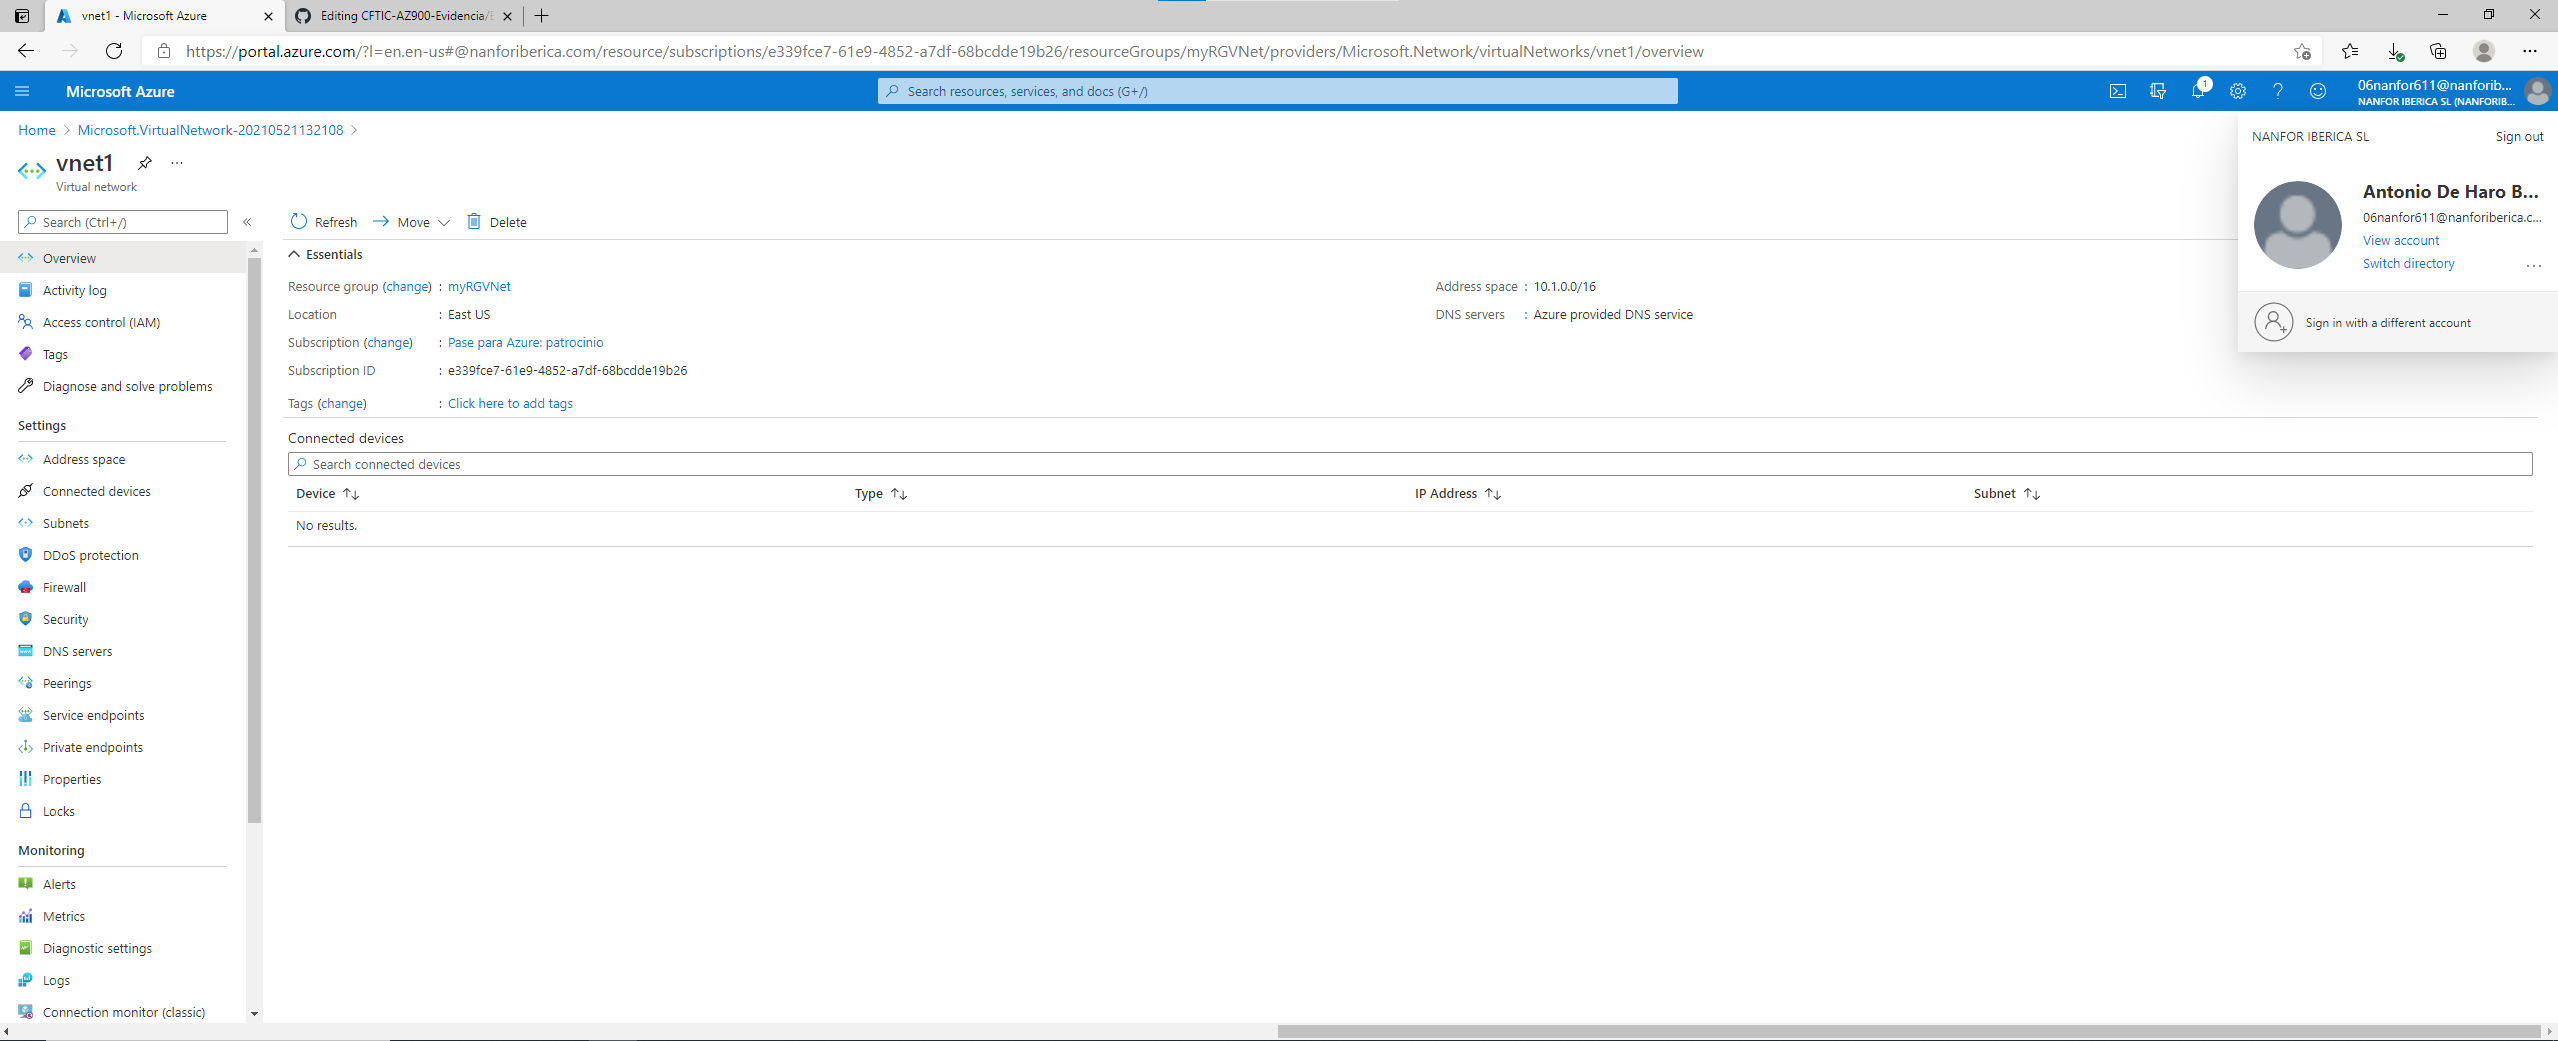 vnet1 - Microsoft Azure
Editing CFTIC-AZ900-Evidencia/E
https://portal.azure.com/?l=en.en-us#@nanforiberica.com/resource/subscriptions/e339fce7-61e9-4852-a7df-68bcdde19b26/resourceGroups/myRGVNet/providers/Microsoft.Network/virtualNetworks/vnet1/overview
Microsoft Azure
Search resources, services, and docs (G+/)
1
06nanfor611@nanforib...
NANFOR IBERICA SL (NANFORIB...
Home > Microsoft.VirtualNetwork-20210521132108 >
NANFOR IBERICA SL
Sign out
vnet1
Virtual network
Antonio De Haro B...
06nanfor611@nanforiberica.c...
View account
Switch directory
Sign in with a different account
Search (Ctrl+/)
Refresh
Move
Delete
Overview
Activity log
Access control (IAM)
Tags
Diagnose and solve problems
Settings
Address space
Connected devices
Subnets
DDoS protection
Firewall
Security
DNS servers
Peerings
Service endpoints
Private endpoints
Properties
Locks
Monitoring
Alerts
Metrics
Diagnostic settings
Logs
Connection monitor (classic)
Essentials
Resource group (change) : myRGVNet
Location : East US
Subscription (change) : Pase para Azure: patrocinio
Subscription ID : e339fce7-61e9-4852-a7df-68bcdde19b26
Tags (change) : Click here to add tags
Address space : 10.1.0.0/16
DNS servers : Azure provided DNS service
Connected devices
Search connected devices
Device Type IP Address Subnet
No results.